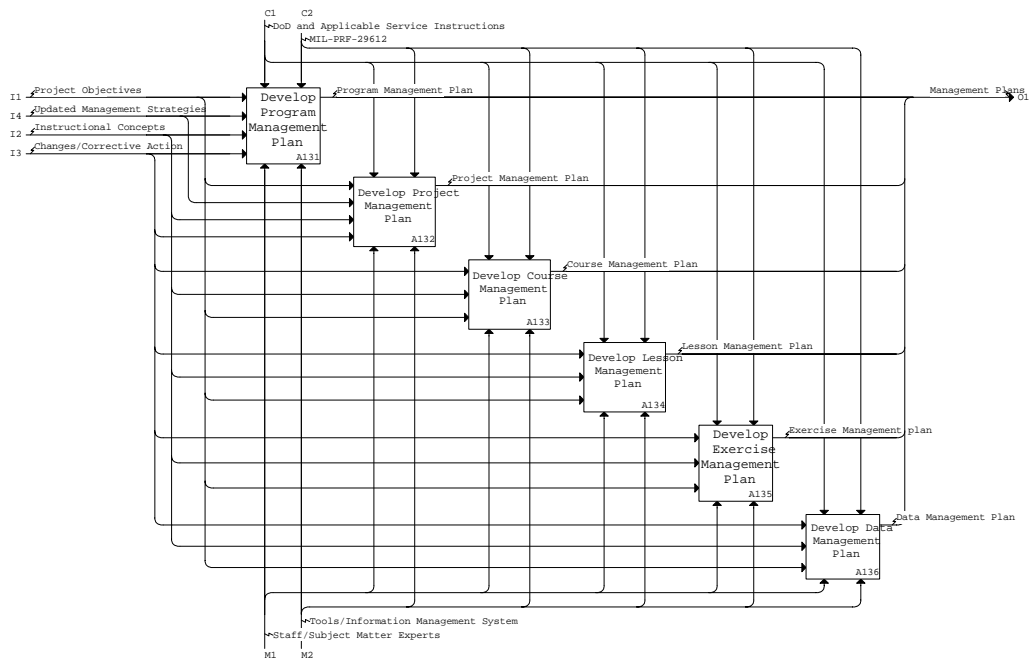 C1 C2
DoD and Applicable Service Instructions
MIL-PRF-29612
I1 Project Objectives
I4 Updated Management Strategies
I2 Instructional Concepts
I3 Changes/Corrective Action
Develop
Program
Management
Plan
A131
Program Management Plan
Management Plans
O1
Develop Project
Management
Plan
A132
Project Management Plan
Develop Course
Management
Plan
A133
Course Management Plan
Develop Lesson
Management
Plan
A134
Lesson Management Plan
Develop
Exercise
Management
Plan
A135
Exercise Management plan
Develop Data
Management
Plan
A136
Data Management Plan
Tools/Information Management System
Staff/Subject Matter Experts
M1 M2